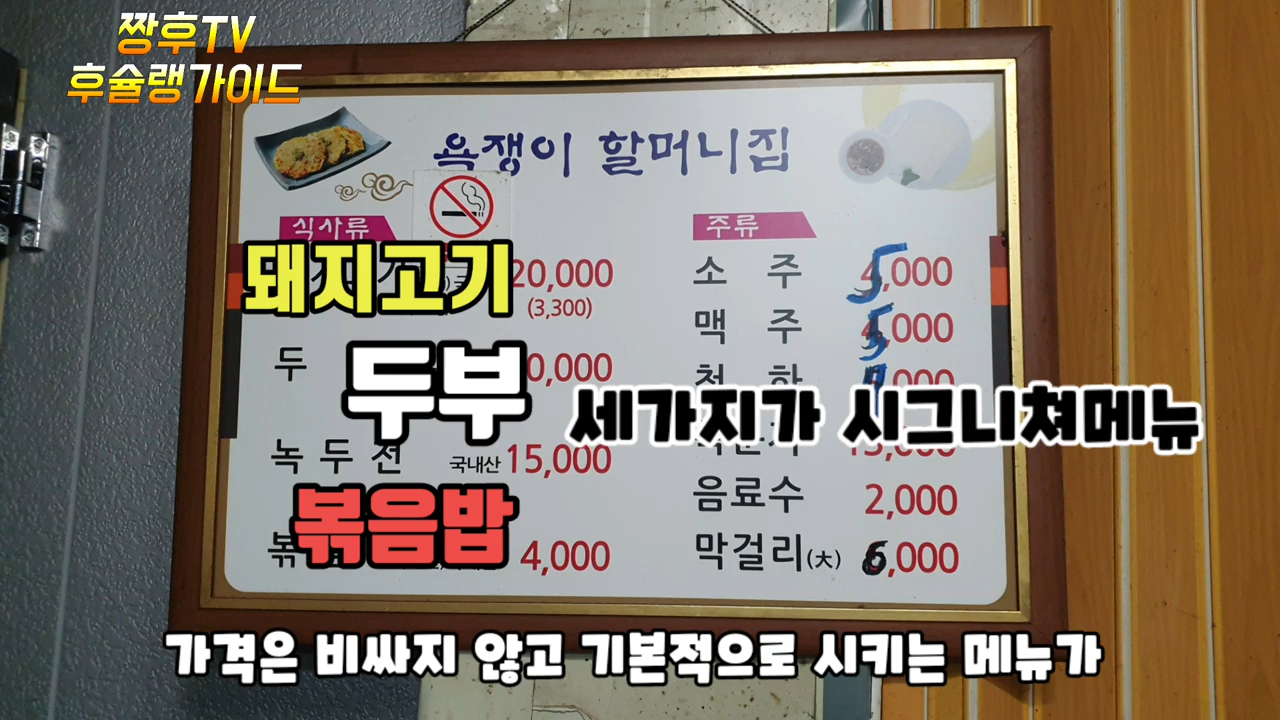 짱후TV
후슐랭가이드
욕쟁이 할머니집
식사류
돼지고기
20,000
(3,300)
두
두부
0,000
녹두전 국내산 15,000
볶음밥
4,000
주류
소주 5,000
맥주 5,000
세가지가 시그니쳐메뉴
음료수 2,000
막걸리(大) 6,000
가격은 비싸지 않고 기본적으로 시키는 메뉴가